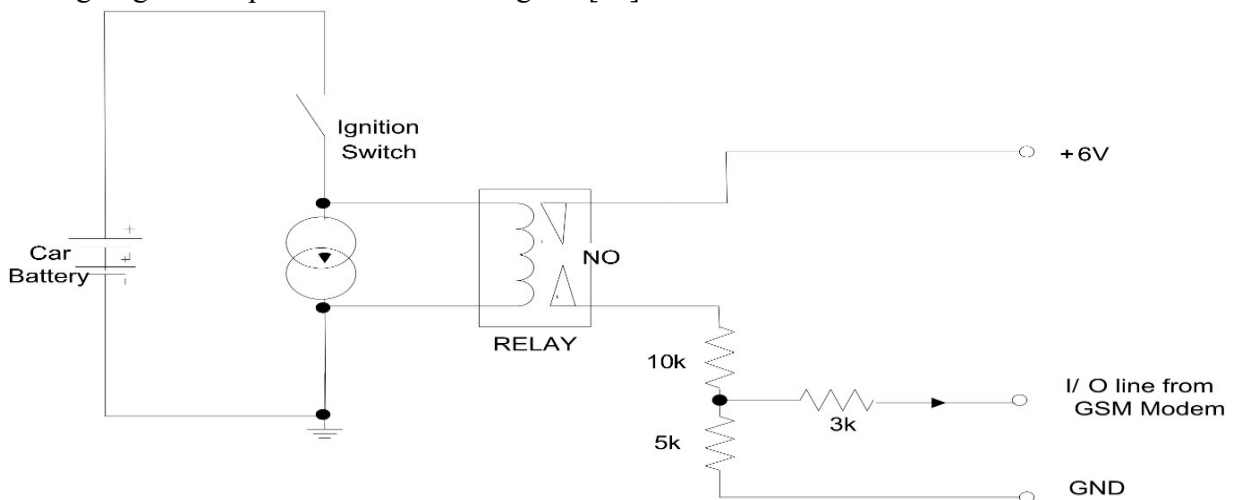 Ignition
Switch
+6V
Car
Battery
+
+
-
NO
RELAY
10k
I/ O line from
GSM Modem
3k
5k
GND